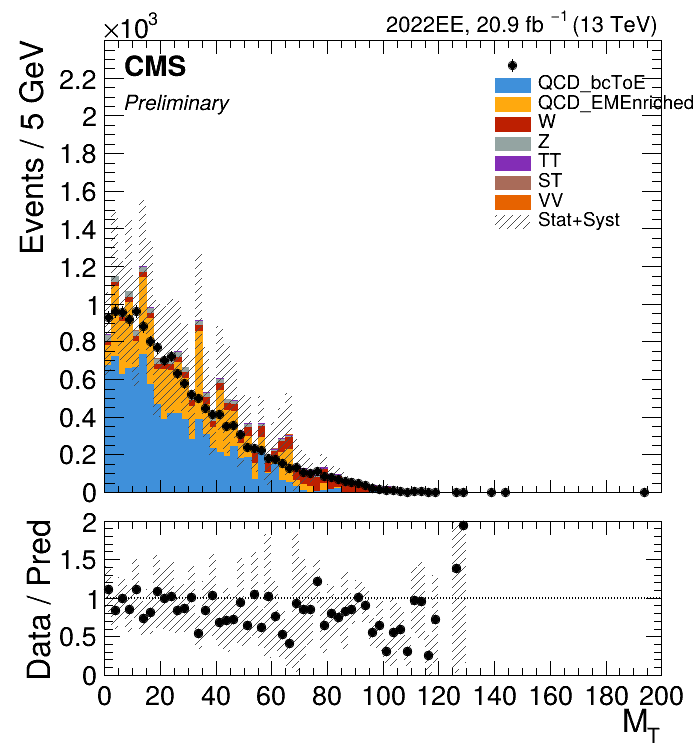 ×10³
2022EE, 20.9 fb ⁻¹ (13 TeV)
CMS
Preliminary
Events / 5 GeV
2.2
2
1.8
1.6
1.4
1.2
1
0.8
0.6
0.4
0.2
0
QCD_bcToE
QCD_EMEnriched
W
Z
TT
ST
VV
Stat+Syst
Data / Pred
2
1.5
1
0.5
0
0 20 40 60 80 100 120 140 160 180 200
M_T